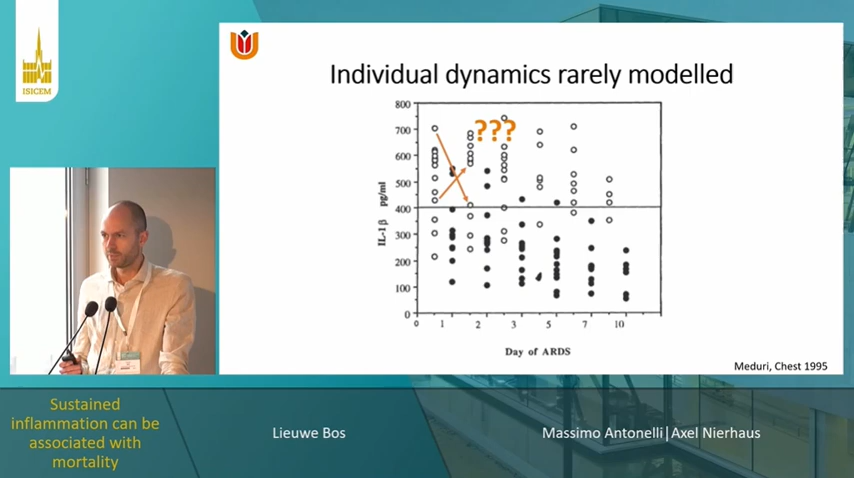 ISICEM
Individual dynamics rarely modelled
800
700
600
500
400
300
200
100
0
IL-1 β pg/ml
???
0 1 2 3 5 7 10
Day of ARDS
Meduri, Chest 1995
Sustained
inflammation can be
associated with
mortality
Lieuwe Bos
Massimo Antonelli|Axel Nierhaus